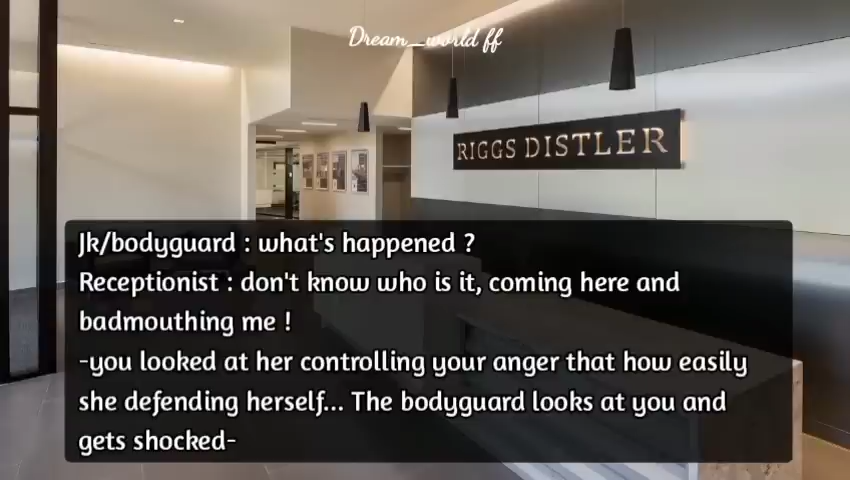 Dream_world ff
RIGGS DISTLER
Jk/bodyguard : what's happened ?
Receptionist : don't know who is it, coming here and
badmouthing me !
-you looked at her controlling your anger that how easily
she defending herself... The bodyguard looks at you and
gets shocked-